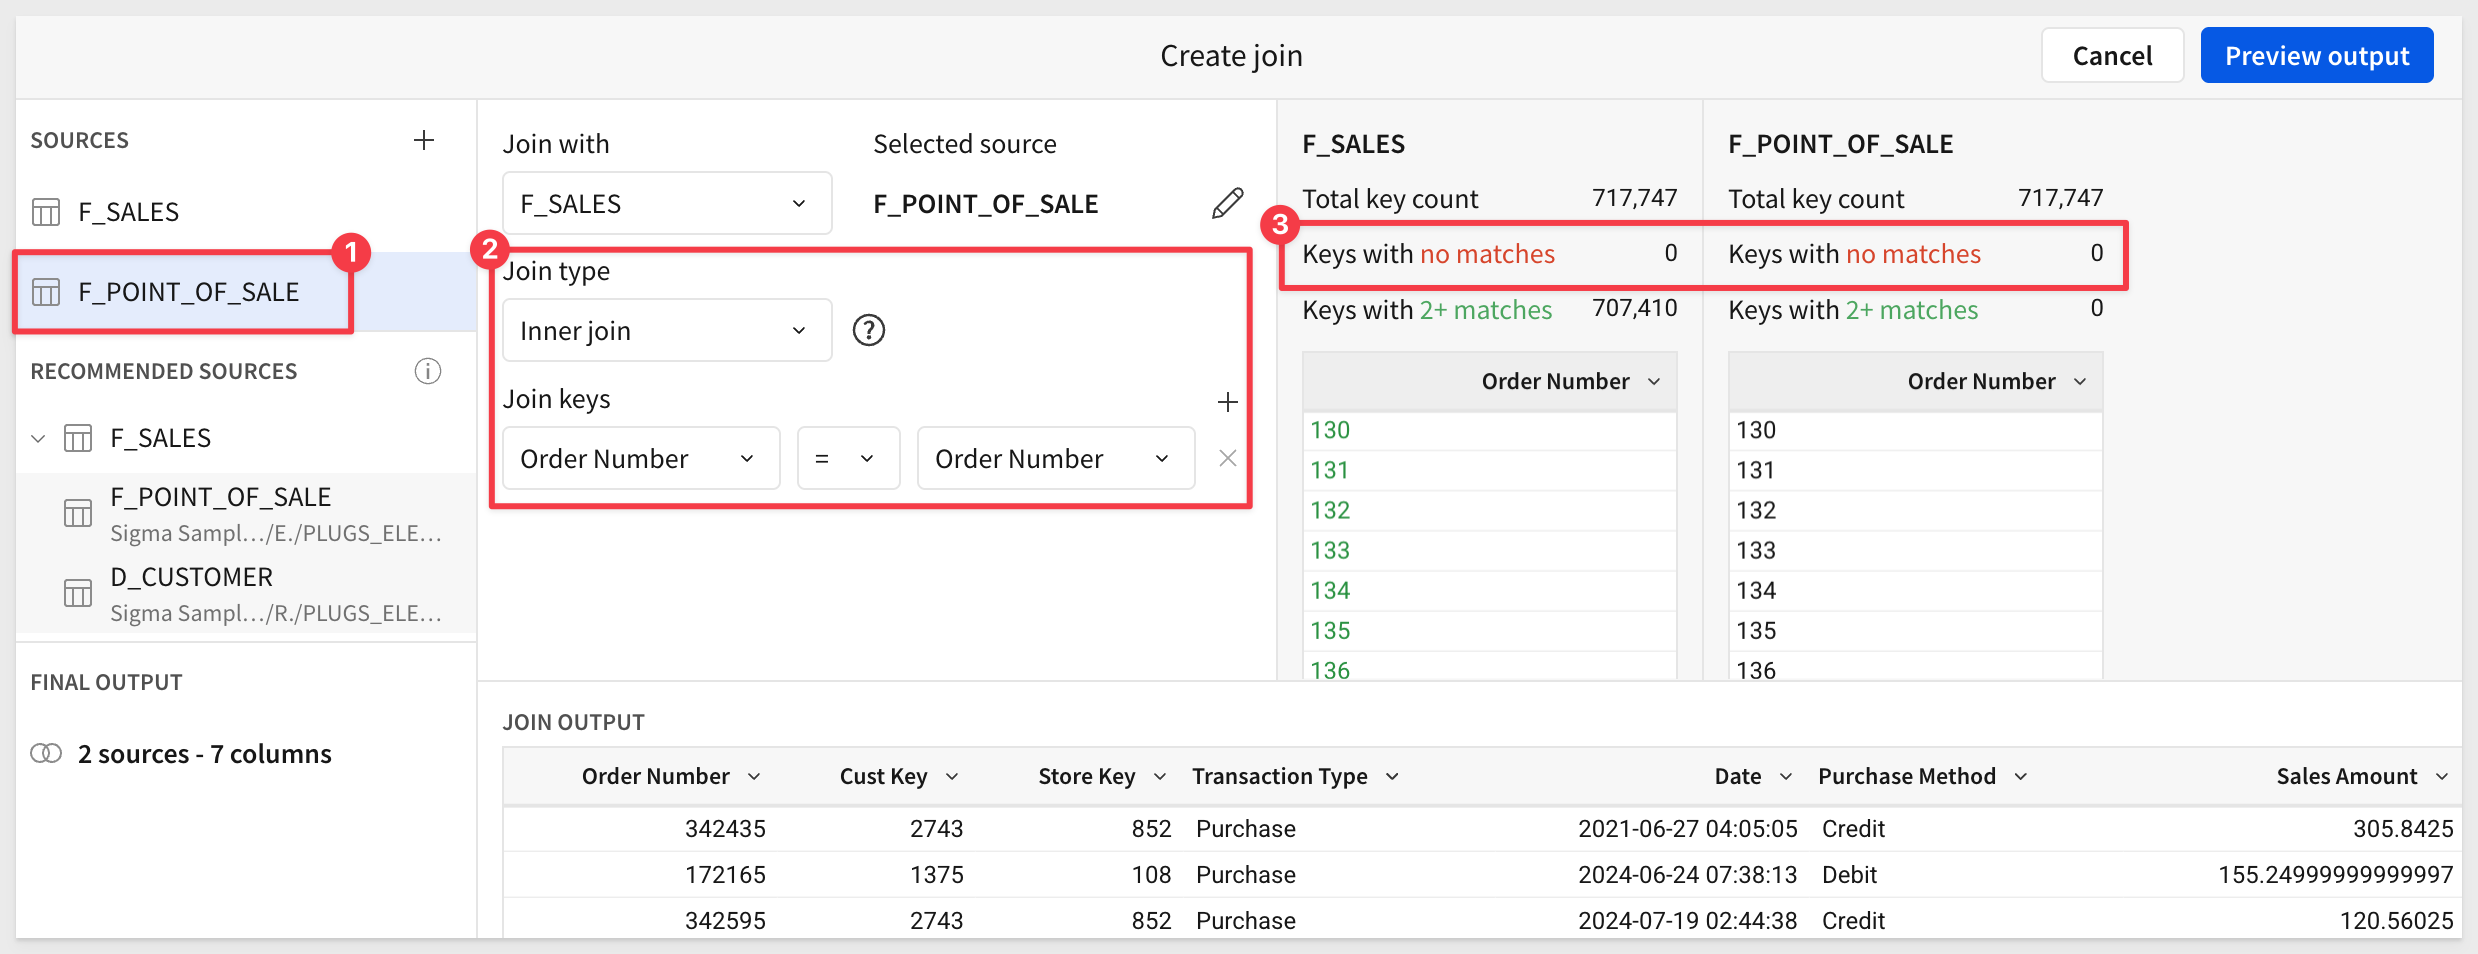 Create join
Cancel
Preview output
SOURCES
F_SALES
F_POINT_OF_SALE
1
RECOMMENDED SOURCES
F_SALES
F_POINT_OF_SALE
Sigma Sampl…/E./PLUGS_ELE…
D_CUSTOMER
Sigma Sampl…/R./PLUGS_ELE…
FINAL OUTPUT
2 sources - 7 columns
Join with
Selected source
F_SALES
F_POINT_OF_SALE
2
Join type
Inner join
?
Join keys
Order Number = Order Number
F_SALES
Total key count 717,747
3
Keys with no matches 0
Keys with 2+ matches 707,410
Order Number
130
131
132
133
134
135
136
F_POINT_OF_SALE
Total key count 717,747
Keys with no matches 0
Keys with 2+ matches 0
Order Number
130
131
132
133
134
135
136
JOIN OUTPUT
Order Number Cust Key Store Key Transaction Type Date Purchase Method Sales Amount
342435 2743 852 Purchase 2021-06-27 04:05:05 Credit 305.8425
172165 1375 108 Purchase 2024-06-24 07:38:13 Debit 155.24999999999997
342595 2743 852 Purchase 2024-07-19 02:44:38 Credit 120.56025